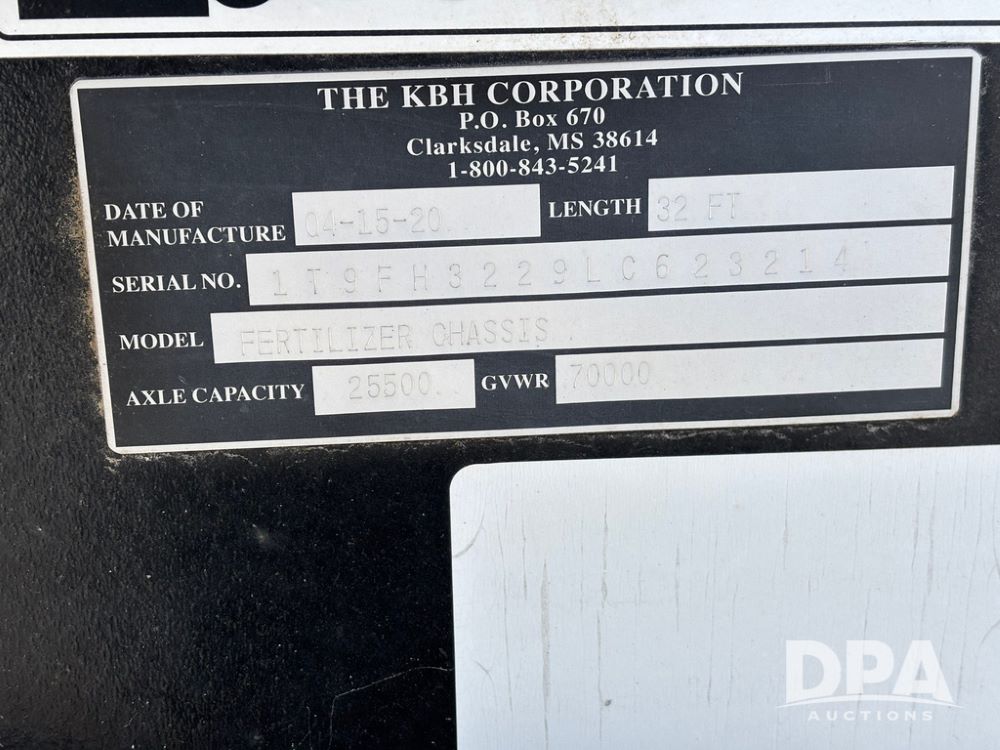 THE KBH CORPORATION
P.O. Box 670
Clarksdale, MS 38614
1-800-843-5241
DATE OF MANUFACTURE 04-15-20 LENGTH 32 FT
SERIAL NO. 1T9FH3229LC623214
MODEL FERTILIZER CHASSIS
AXLE CAPACITY 25500 GVWR 70000
DPA
AUCTIONS